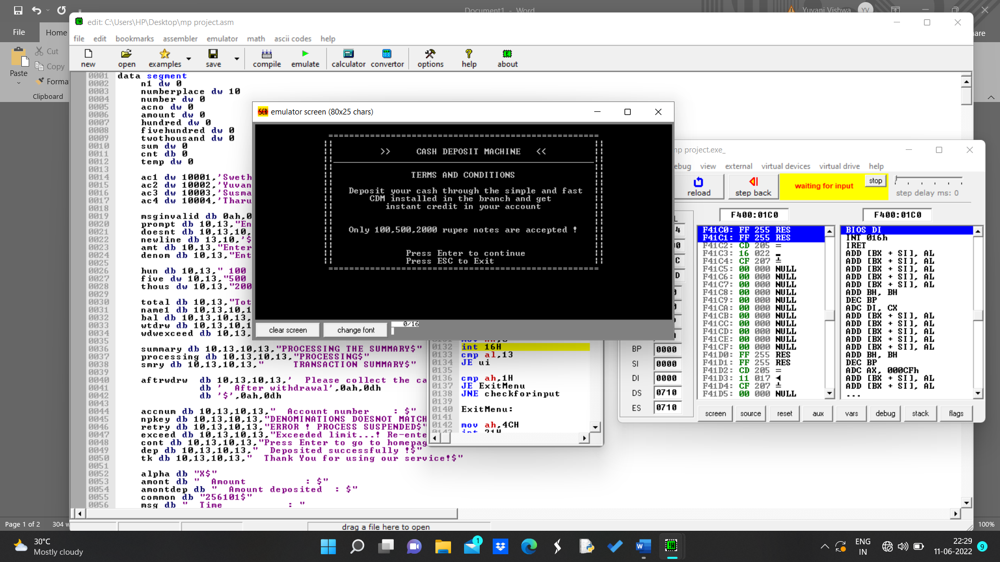 Document1 - Word
Yuvani Vishwa
YV
File
Home
are
Cut
Copy
Forma
Paste
Clipboard
edit: C:\Users\HP\Desktop\mp project.asm
file edit bookmarks assembler emulator math ascii codes help
new open examples save compile emulate calculator convertor options help about
0001 data segment
0002 n1 dw 0
0003 numberplace dw 10
0004 number dw 0
0005 acno dw 0
0006 amount dw 0
0007 hundred dw 0
0008 fivehundred dw 0
0009 twothousand dw 0
0010 sum dw 0
0011 cnt db 0
0012 temp dw 0
0013
0014 ac1 dw 10001,'Sweth
0015 ac2 dw 10002,'Yuvan
0016 ac3 dw 10003,'Susma
0017 ac4 dw 10004,'Tharu
0018
0019 msginvalid db 0ah,0
0020 prompt db 10,13,"En
0021 doesnt db 10,13,10,
0022 newline db 13,10,'$
0023 amt db 10,13,"Enter
0024 denom db 10,13,"Ent
0025
0026 hun db 10,13," 100
0027 five dw 10,13,"500
0028 thous dw 10,13,"200
0029
0030 total db 10,13,"Tot
0031 name1 db 10,13,10,1
0032 bal db 10,13,10,13,
0033 wtdrw db 10,13,10,13
0034 wdwexceed db 10,13,
0035
0036 summary db 10,13,10,13,"PROCESSING THE SUMMARY$"
0037 processing db 10,13,10,13,"PROCESSING$"
0038 smry db 10,13,10,13," TRANSACTION SUMMARY$"
0039
0040 aftrwdrw db 10,13,10,13,' Please collect the ca
0041 db ' After withdrawal',0ah,0dh
0042 db '$',0ah,0dh
0043
0044 accnum db 10,13,10,13," Account number : $"
0045 npkey db 10,13,10,13,"DENOMINATIONS DOESNOT MATCH
0046 retry db 10,13,10,13,"ERROR ! PROCESS SUSPENDED$"
0047 exceed db 10,13,10,13,"Exceeded limit...! Re-ente
0048 cont db 10,13,10,13,"Press Enter to go to homepag
0049 dep db 10,13,10,13," Deposited successfully !$"
0050 tk db 10,13,10,13," Thank You for using our service!$"
0051
0052 alpha db "X$"
0053 amont db " Amount : $"
0054 amontdep db " Amount deposited : $"
0055 common db "256101$"
0056 msg db " Time : "
drag a file here to open
emulator screen (80x25 chars)
>> CASH DEPOSIT MACHINE <<
TERMS AND CONDITIONS
Deposit your cash through the simple and fast
CDM installed in the branch and get
instant credit in your account
Only 100,500,2000 rupee notes are accepted !
Press Enter to continue
Press ESC to Exit
clear screen
change font
0/16
0132 int 16H
0133 cmp al,13
0134 JE ui
0135
0136 cmp ah,1H
0137 JE ExitMenu
0138 JNE checkforinput
0139
0140 ExitMenu:
0141
0142 mov ah,4CH
0143 int 21H
mp project.exe_
ebug view external virtual devices virtual drive help
reload
step back
waiting for input
stop
step delay ms: 0
F400:01C0
F400:01C0
L
4
C
D
BP 0000
SI 0000
DI 0000
DS 0710
ES 0710
F41C0: FF 255 RES
F41C1: FF 255 RES
F41C2: CD 205 =
F41C3: 16 022 ▬
F41C4: CF 207 ╧
F41C5: 00 000 NULL
F41C6: 00 000 NULL
F41C7: 00 000 NULL
F41C8: 00 000 NULL
F41C9: 00 000 NULL
F41CA: 00 000 NULL
F41CB: 00 000 NULL
F41CC: 00 000 NULL
F41CD: 00 000 NULL
F41CE: 00 000 NULL
F41CF: 00 000 NULL
F41D0: FF 255 RES
F41D1: FF 255 RES
F41D2: CD 205 =
F41D3: 11 017 ◄
F41D4: CF 207 ╧
F41D5: 00 000 NULL
BIOS DI
INT 016h
IRET
ADD [BX + SI], AL
ADD [BX + SI], AL
ADD [BX + SI], AL
ADD [BX + SI], AL
ADD [BX + SI], AL
ADD BH, BH
DEC BP
ADC DI, CX
ADD [BX + SI], AL
ADD [BX + SI], AL
ADD [BX + SI], AL
ADD [BX + SI], AL
ADD [BX + SI], AL
ADD BH, BH
DEC BP
ADC AX, 000CFh
ADD [BX + SI], AL
ADD [BX + SI], AL
...
screen source reset aux vars debug stack flags
Page 1 of 2
304 w
100%
30°C
Mostly cloudy
1
ENG
IN
22:29
11-06-2022
9